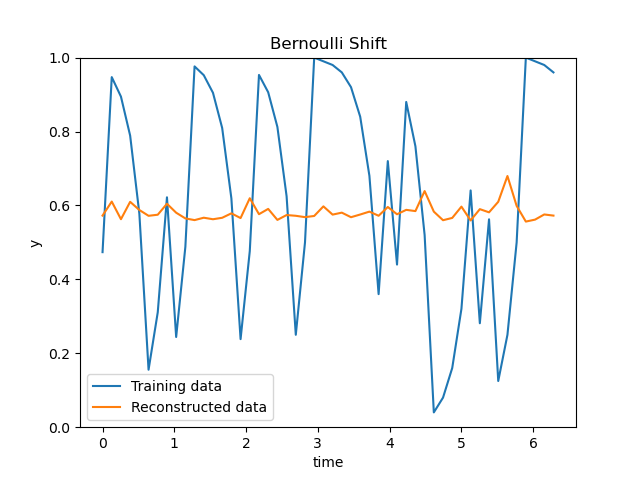 Bernoulli Shift
1.0
0.8
0.6
0.4
0.2
0.0
y
Training data
Reconstructed data
0 1 2 3 4 5 6
time